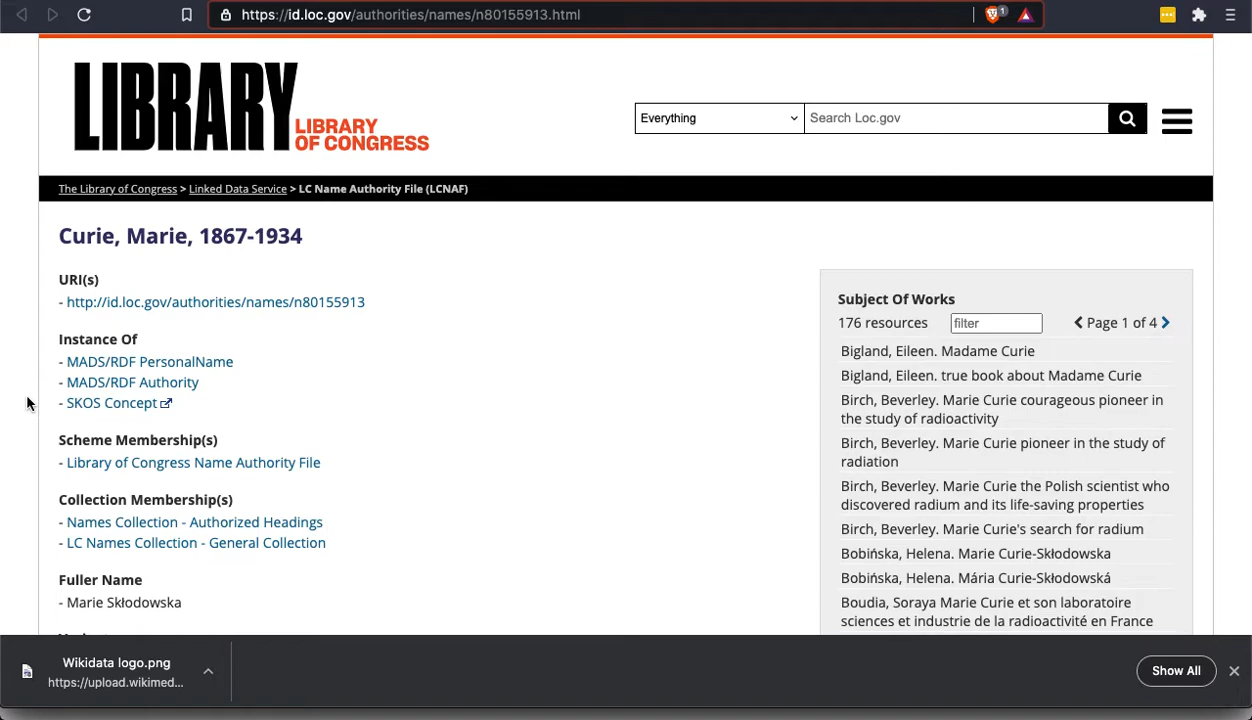 https://id.loc.gov/authorities/names/n80155913.html
1
LIBRARY
LIBRARY
OF CONGRESS
Everything
Search Loc.gov
The Library of Congress > Linked Data Service > LC Name Authority File (LCNAF)
Curie, Marie, 1867-1934
URI(s)
- http://id.loc.gov/authorities/names/n80155913
Instance Of
- MADS/RDF PersonalName
- MADS/RDF Authority
- SKOS Concept
Scheme Membership(s)
- Library of Congress Name Authority File
Collection Membership(s)
- Names Collection - Authorized Headings
- LC Names Collection - General Collection
Fuller Name
- Marie Skłodowska
Subject Of Works
176 resources
filter
Page 1 of 4
Bigland, Eileen. Madame Curie
Bigland, Eileen. true book about Madame Curie
Birch, Beverley. Marie Curie courageous pioneer in
the study of radioactivity
Birch, Beverley. Marie Curie pioneer in the study of
radiation
Birch, Beverley. Marie Curie the Polish scientist who
discovered radium and its life-saving properties
Birch, Beverley. Marie Curie's search for radium
Bobińska, Helena. Marie Curie-Skłodowska
Bobińska, Helena. Mária Curie-Skłodowská
Boudia, Soraya Marie Curie et son laboratoire
sciences et industrie de la radioactivité en France
Wikidata logo.png
https://upload.wikimed...
Show All